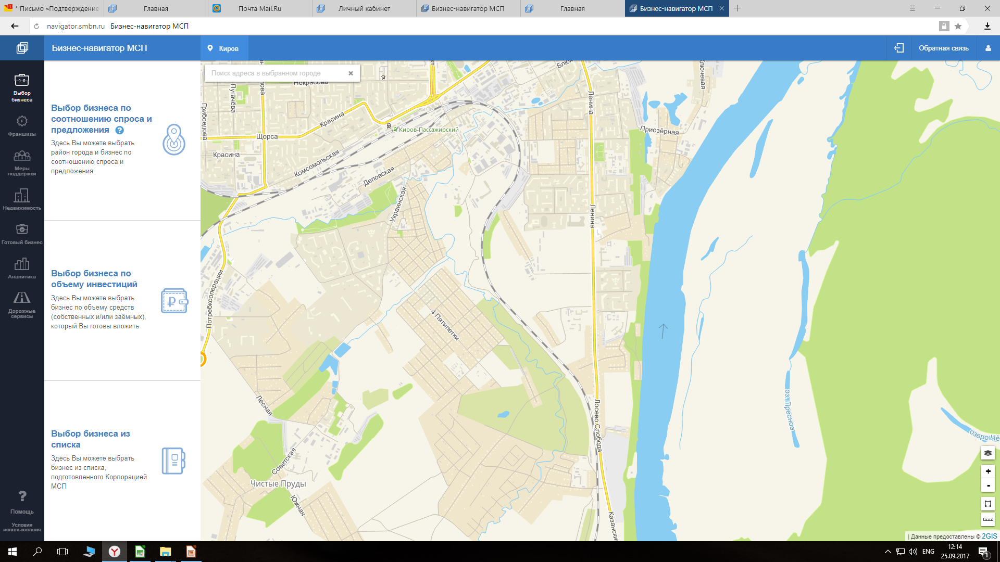 1
* Письмо «Подтверждение
Главная
Почта Mail.Ru
Личный кабинет
Бизнес-навигатор МСП
Главная
Бизнес-навигатор МСП
navigator.smbn.ru Бизнес-навигатор МСП
Бизнес-навигатор МСП
Киров
Обратная связь
Поиск адреса в выбранном городе
Выбор
бизнеса
Франшизы
Меры
поддержки
Недвижимость
Готовый бизнес
Аналитика
Дорожные
сервисы
Помощь
Условия
использования
Выбор бизнеса по
соотношению спроса и
предложения ?
Здесь Вы можете выбрать
район города и бизнес по
соотношению спроса и
предложения
Выбор бизнеса по
объему инвестиций
Здесь Вы можете выбрать
бизнес по объему средств
(собственных и/или заёмных),
который Вы готовы вложить
Выбор бизнеса из
списка
Здесь Вы можете выбрать
бизнес из списка,
подготовленного Корпорацией
МСП
Некрасова
Пугачёва
Грибоедова
Красина
Щорса
Красина
Киров-Пассажирский
Комсомольская
Деповская
Украинская
Ленина
Ленина
Ключевая
Приозёрная
Потребкооперации
4 Пятилетки
Лесная
Советская
Чистые Пруды
Южная
Лосево Слобода
Казански
оз. Пресное
озеро Чё
+
-
| Данные предоставлены © 2GIS
ENG
12:14
25.09.2017
1